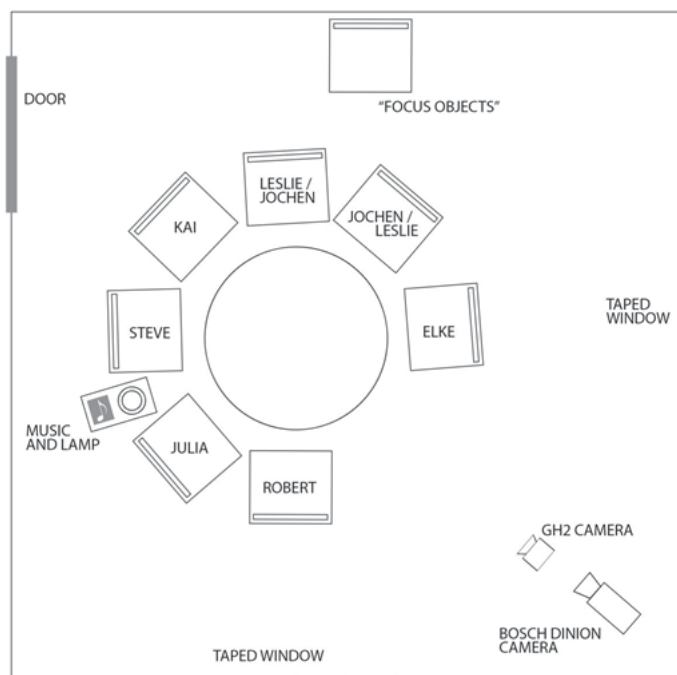 DOOR
"FOCUS OBJECTS"
LESLIE /
JOCHEN
JOCHEN /
LESLIE
KAI
STEVE
ELKE
TAPED
WINDOW
MUSIC
AND LAMP
JULIA
ROBERT
GH2 CAMERA
BOSCH DINION
CAMERA
TAPED WINDOW